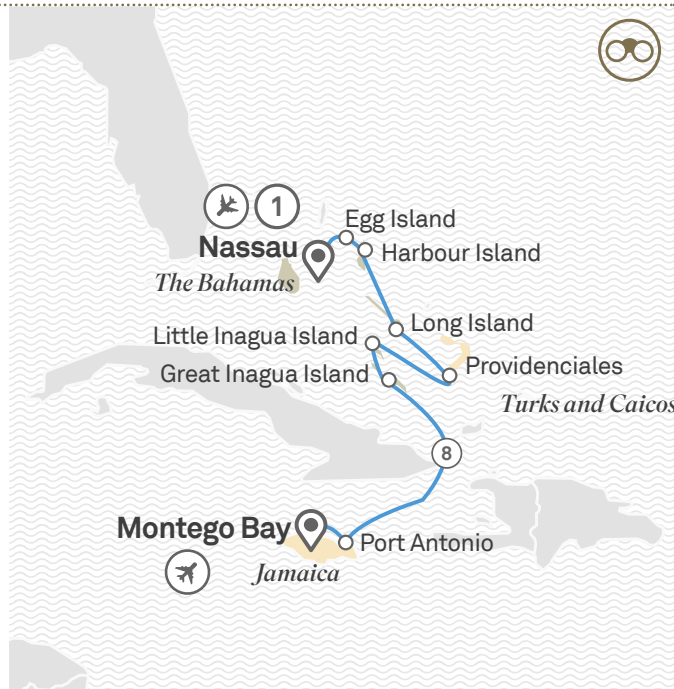 1
Egg Island
Nassau
Harbour Island
The Bahamas
Long Island
Little Inagua Island
Providenciales
Great Inagua Island
Turks and Caicos
8
Montego Bay
Port Antonio
Jamaica